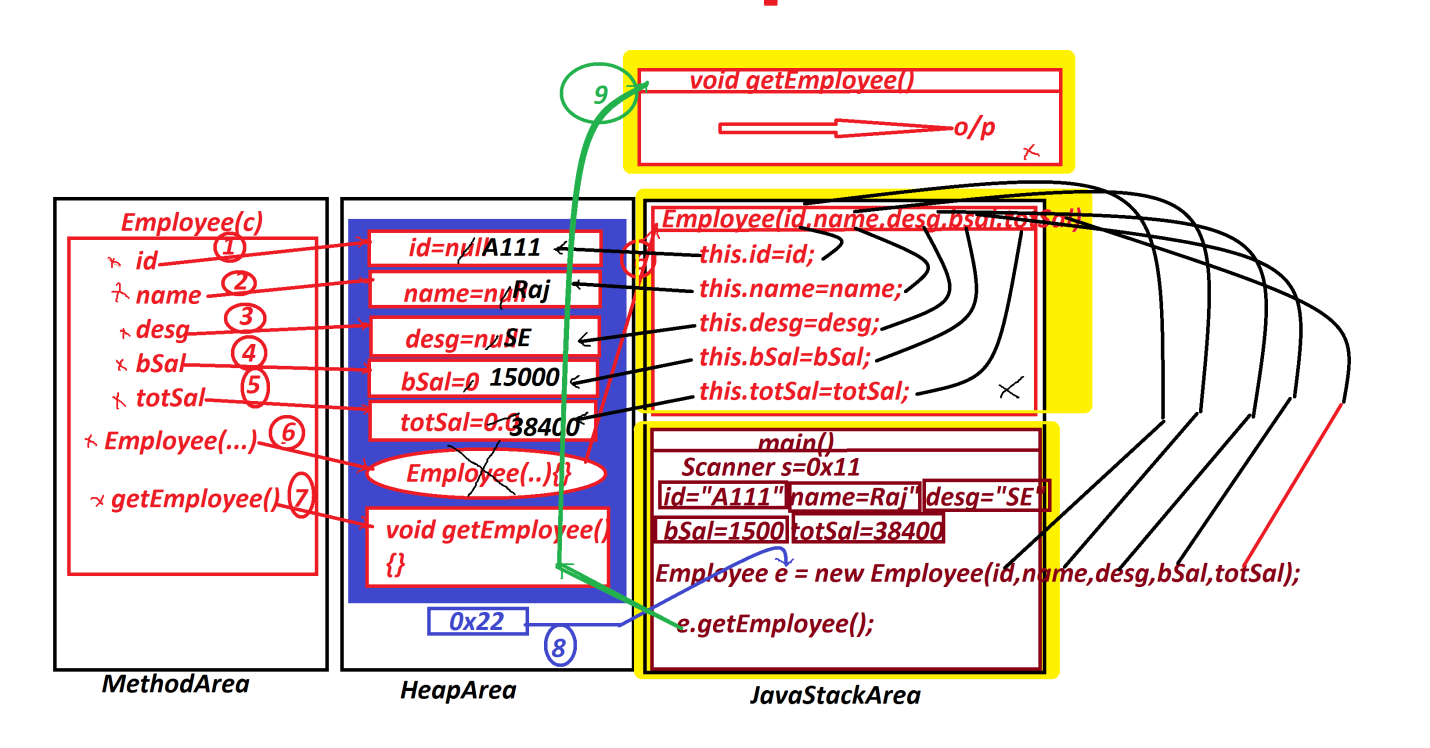 void getEmployee()
9
o/p
Employee(c)
1
id
2
name
3
desg
4
bSal
5
totSal
6
Employee(...)
7
getEmployee()
MethodArea
id=null A111
name=null Raj
desg=null SE
bSal=0 15000
totSal=0.0 38400
Employee(..){}
void getEmployee()
{}
0x22
8
HeapArea
Employee(id,name,desg,bsal,totSal)
this.id=id;
this.name=name;
this.desg=desg;
this.bSal=bSal;
this.totSal=totSal;
main()
Scanner s=0x11
id="A111" name=Raj" desg="SE"
bSal=1500 totSal=38400
Employee e = new Employee(id,name,desg,bSal,totSal);
e.getEmployee();
JavaStackArea